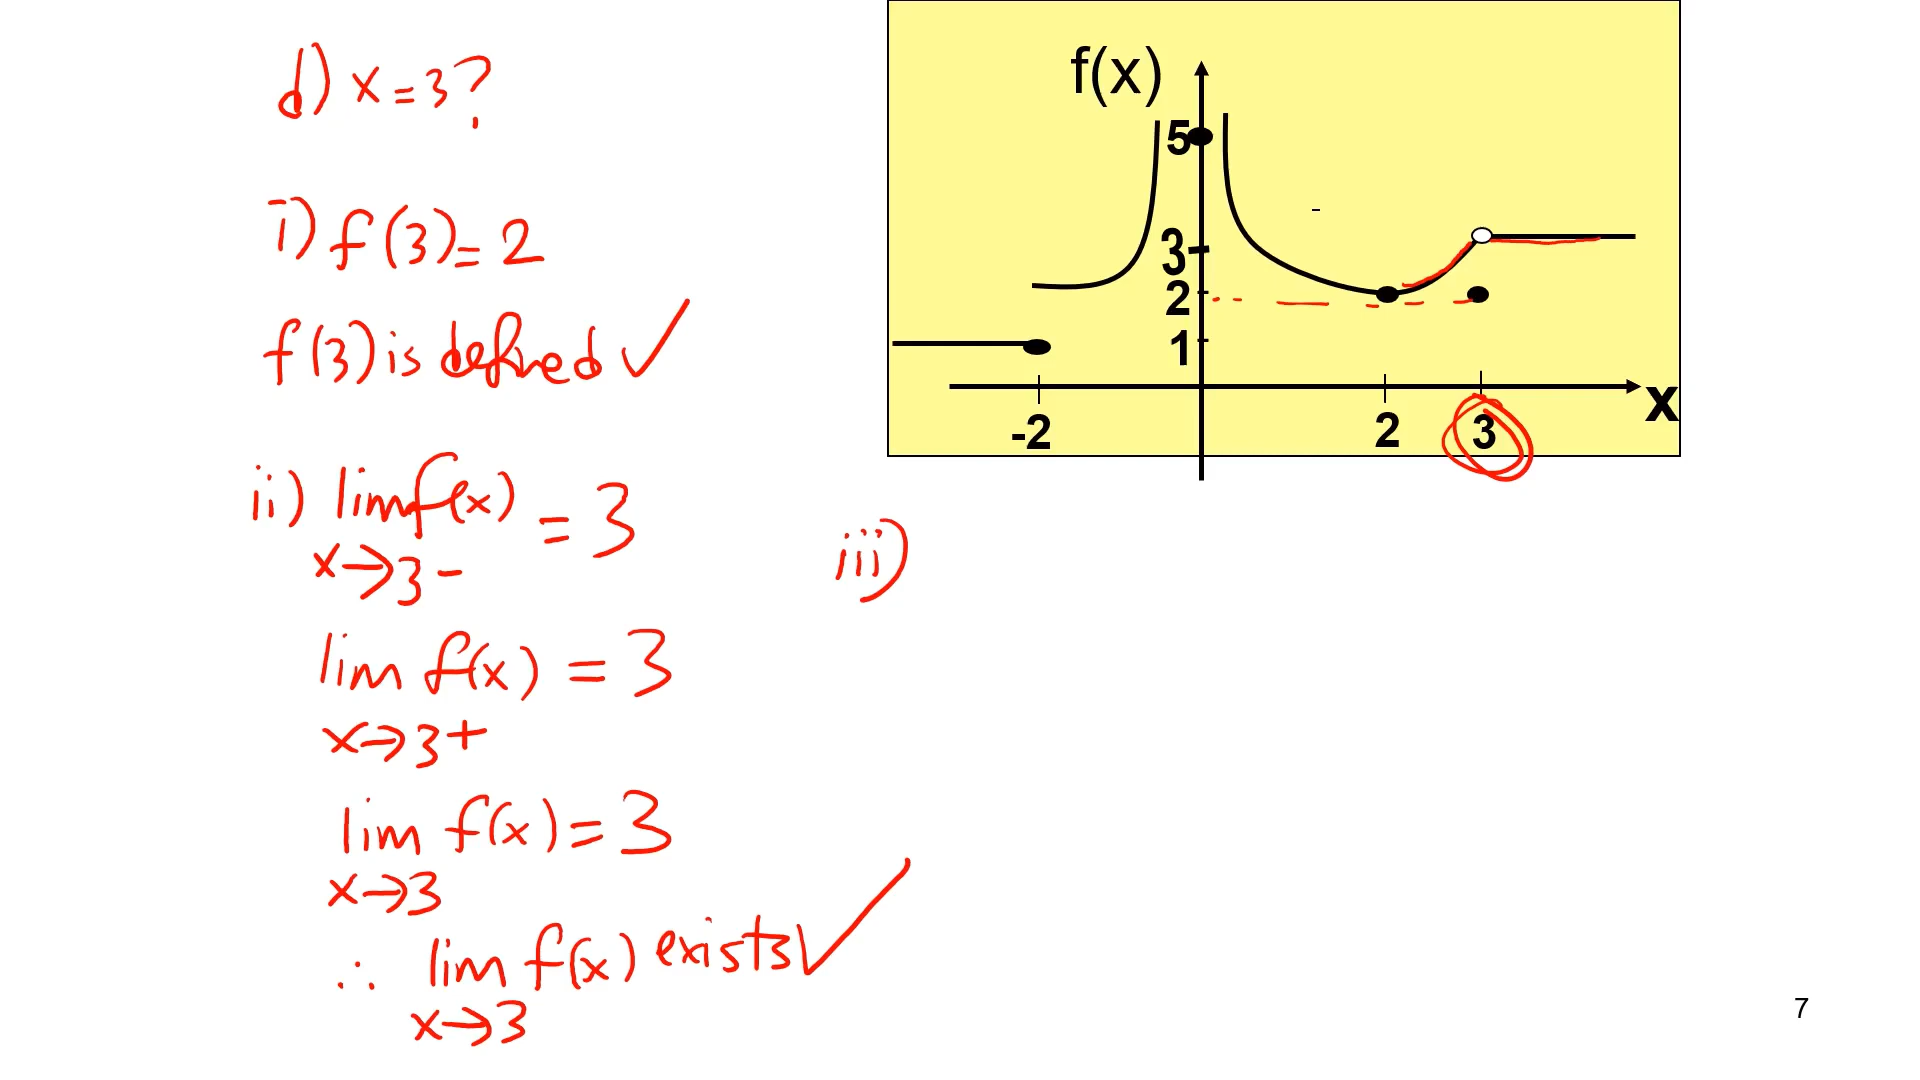 d) x = 3?
i) f(3) = 2
f(3) is defined ✓
ii) lim f(x) = 3
x→3-
lim f(x) = 3
x→3+
lim f(x) = 3
x→3
∴ lim f(x) exists ✓
x→3
iii)
f(x)
5
3
2
1
-2 2 3 x
7